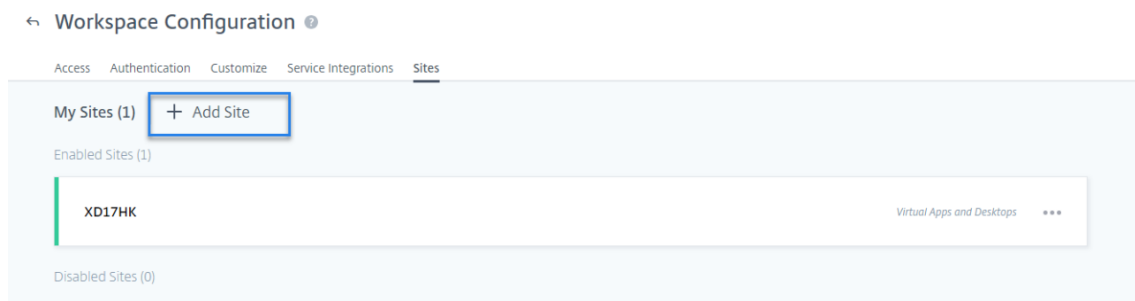 Workspace Configuration ?
Access Authentication Customize Service Integrations Sites
My Sites (1) + Add Site
Enabled Sites (1)
XD17HK Virtual Apps and Desktops
Disabled Sites (0)